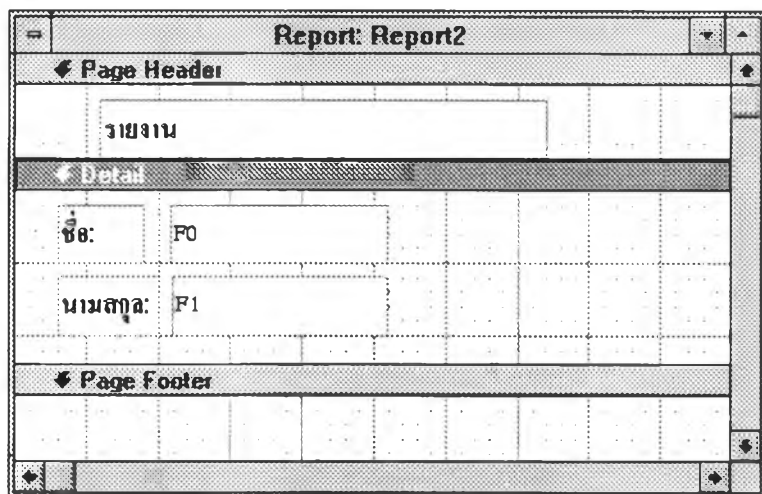 Report: Report2
Page Header
รายงาน
Detail
ชื่อ: F0
นามสกุล: F1
Page Footer